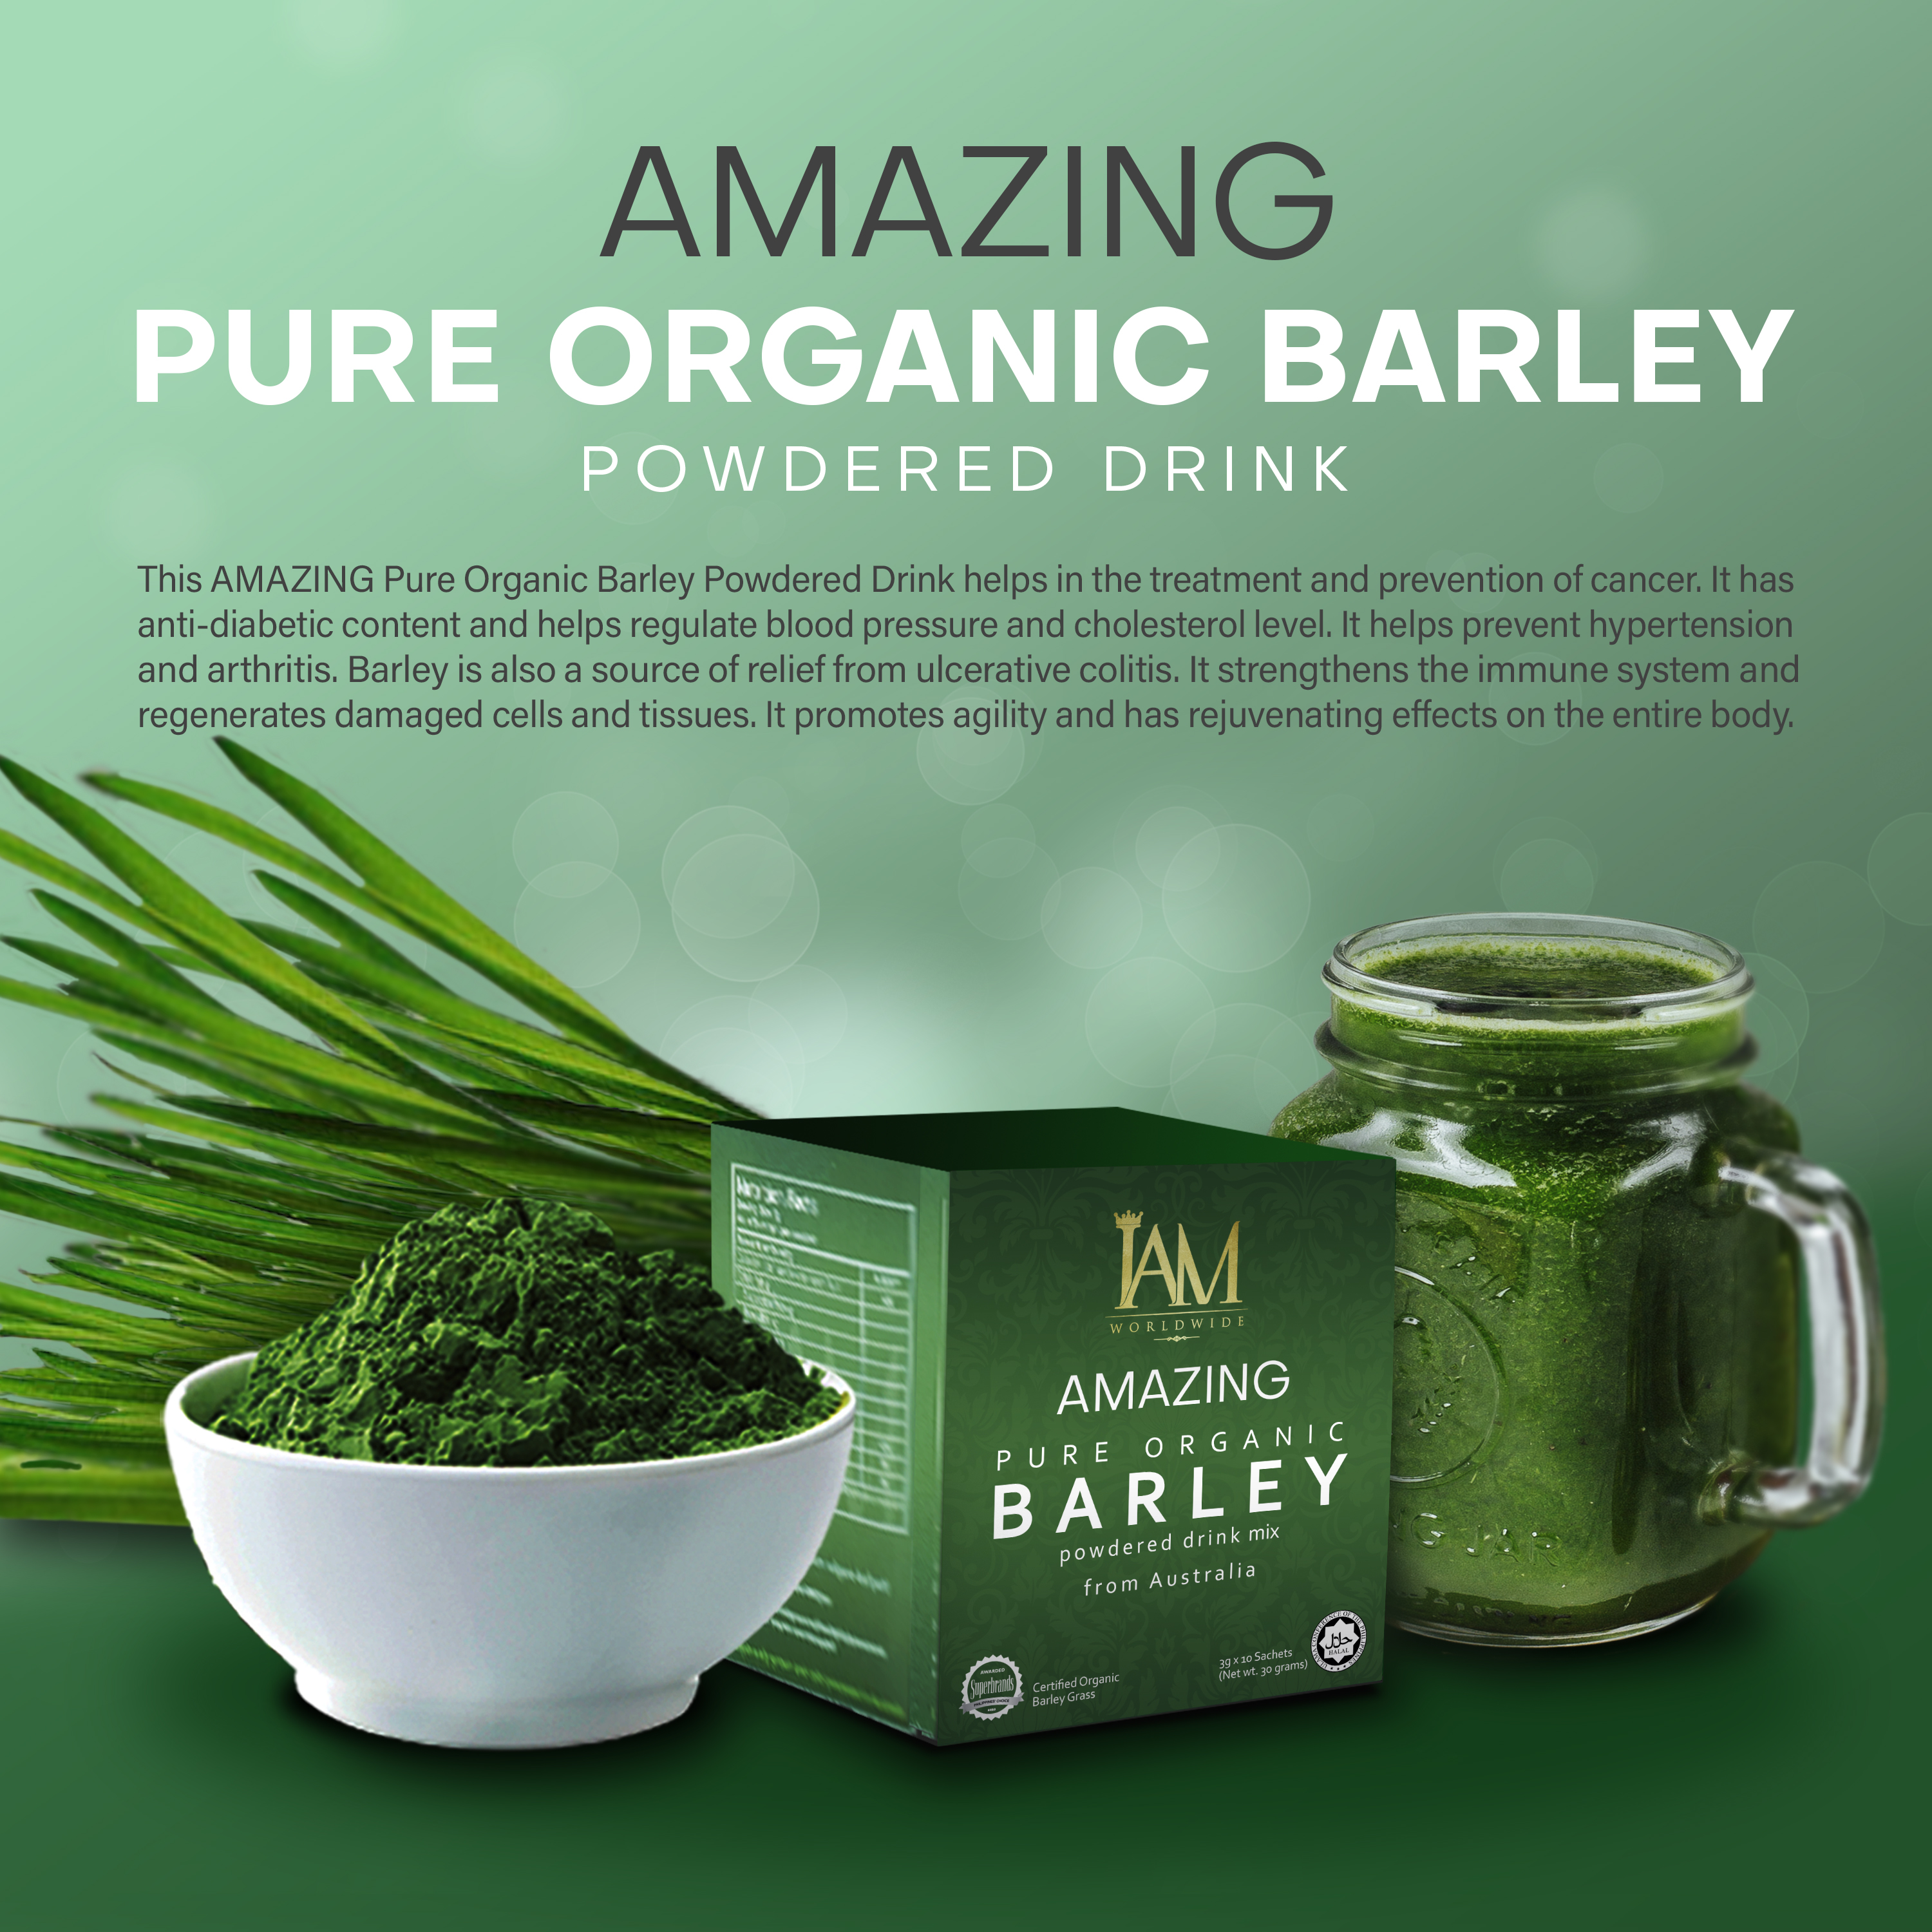 AMAZING
PURE ORGANIC BARLEY
POWDERED DRINK
This AMAZING Pure Organic Barley Powdered Drink helps in the treatment and prevention of cancer. It has
anti-diabetic content and helps regulate blood pressure and cholesterol level. It helps prevent hypertension
and arthritis. Barley is also a source of relief from ulcerative colitis. It strengthens the immune system and
regenerates damaged cells and tissues. It promotes agility and has rejuvenating effects on the entire body.
IAM
WORLDWIDE
AMAZING
PURE ORGANIC
BARLEY
powdered drink mix
from Australia
AWARDED
Superbrands
Certified Organic
Barley Grass
3g x 10 Sachets
(Net wt. 30 grams)
حلال
HALAL
G JAR